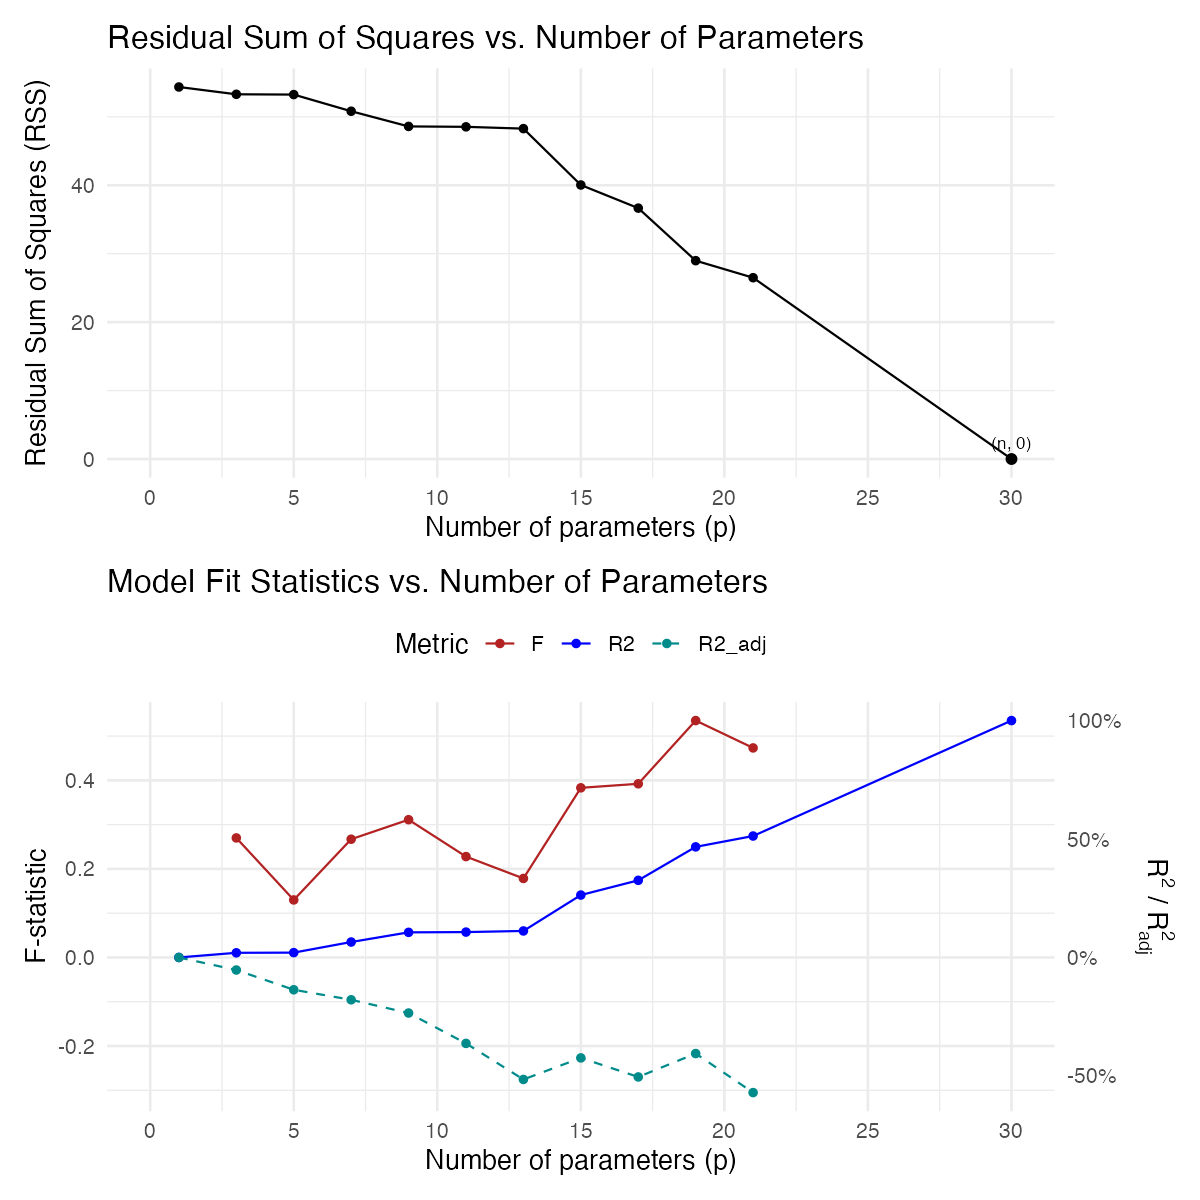 Residual Sum of Squares vs. Number of Parameters
Residual Sum of Squares (RSS)
40
20
0
(n, 0)
0 5 10 15 20 25 30
Number of parameters (p)
Model Fit Statistics vs. Number of Parameters
Metric F R2 R2_adj
F-statistic
0.4
0.2
0.0
-0.2
100%
50%
0%
-50%
R² / R²adj
0 5 10 15 20 25 30
Number of parameters (p)